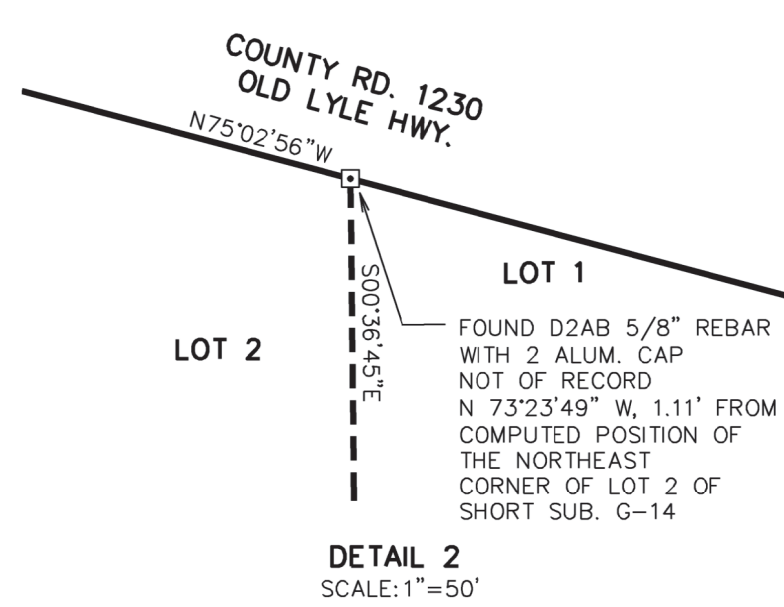 COUNTY RD. 1230
OLD LYLE HWY.
N75°02'56"W
LOT 1
S00°36'45"E
LOT 2
FOUND D2AB 5/8" REBAR
WITH 2 ALUM. CAP
NOT OF RECORD
N 73°23'49" W, 1.11' FROM
COMPUTED POSITION OF
THE NORTHEAST
CORNER OF LOT 2 OF
SHORT SUB. G-14
DETAIL 2
SCALE: 1"=50'